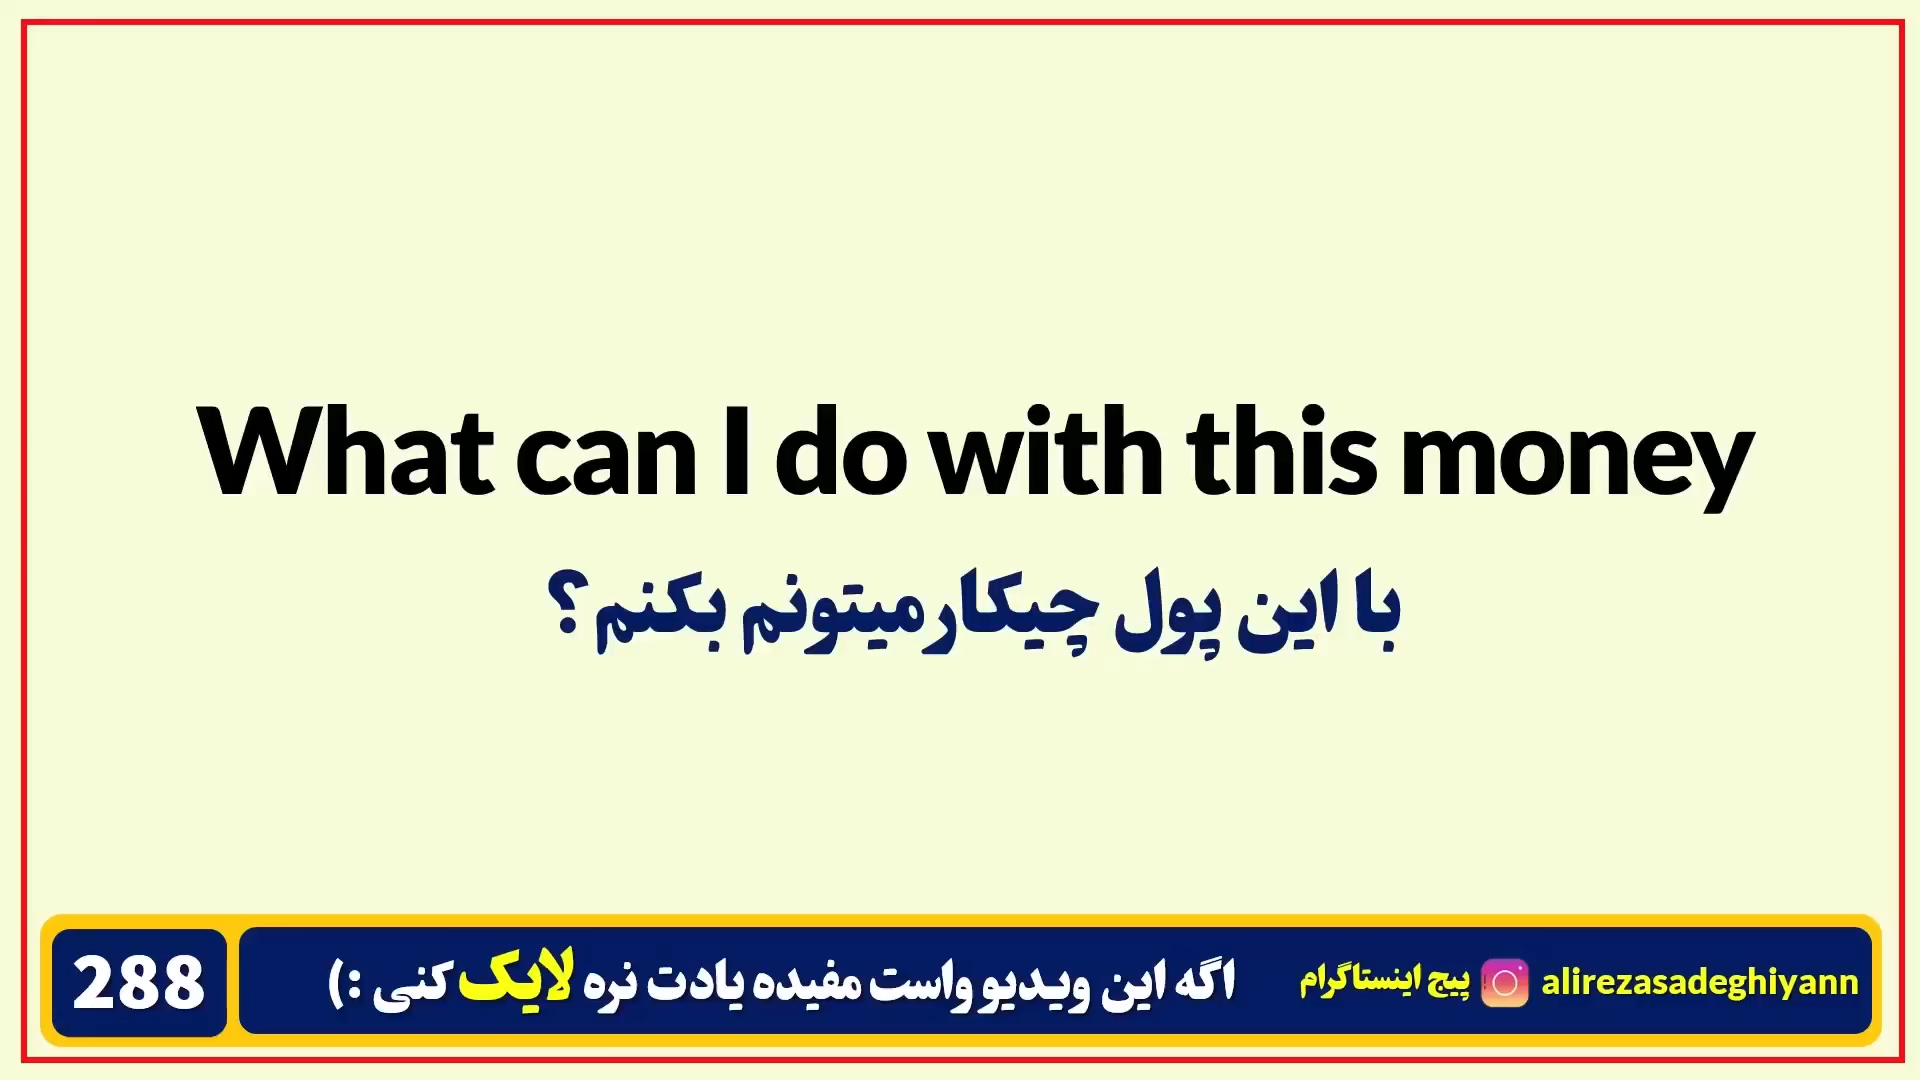 What can I do with this money
با این پول چیکار میتونم بکنم؟
288
اگه این ویدیو واست مفیده یادت نره لایک کنی :)
پیج اینستاگرام
alirezasadeghiyann